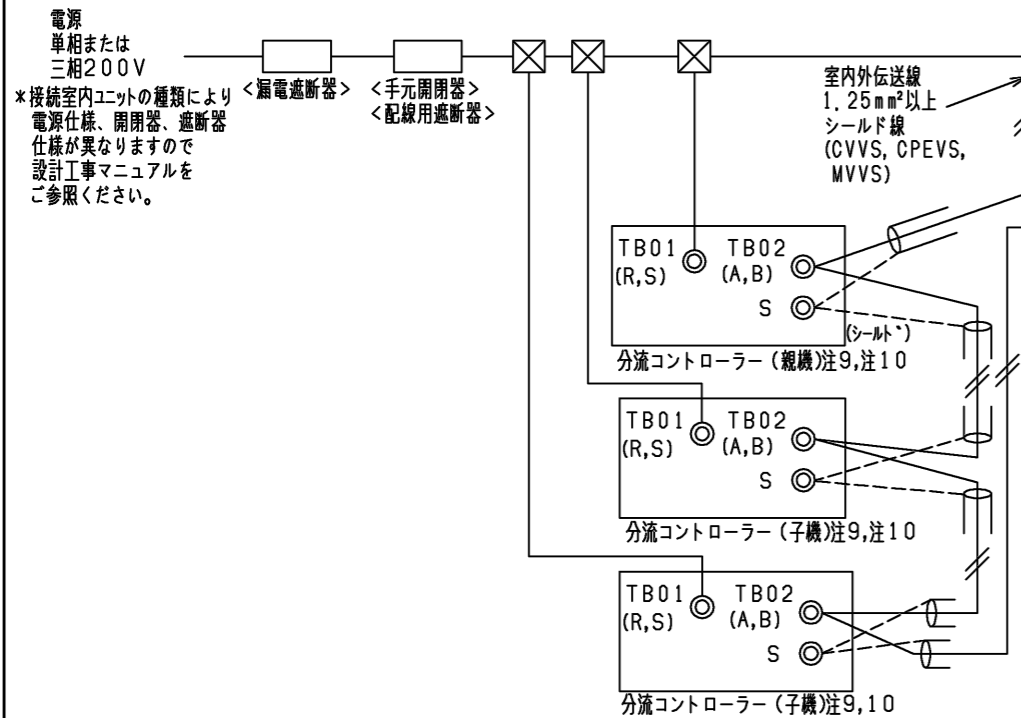 電源
単相または
三相200V
*接続室内ユニットの種類により
電源仕様、開閉器、遮断器
仕様が異なりますので
設計工事マニュアルを
ご参照ください。
<漏電遮断器>
<手元開閉器>
<配線用遮断器>
室内外伝送線
1.25mm²以上
シールド線
(CVVS, CPEVS,
MVVS)
TB01
(R,S)
TB02
(A,B)
S
(シールド)
分流コントローラー(親機)注9,注10
TB01
(R,S)
TB02
(A,B)
S
分流コントローラー(子機)注9,注10
TB01
(R,S)
TB02
(A,B)
S
分流コントローラー(子機)注9,10